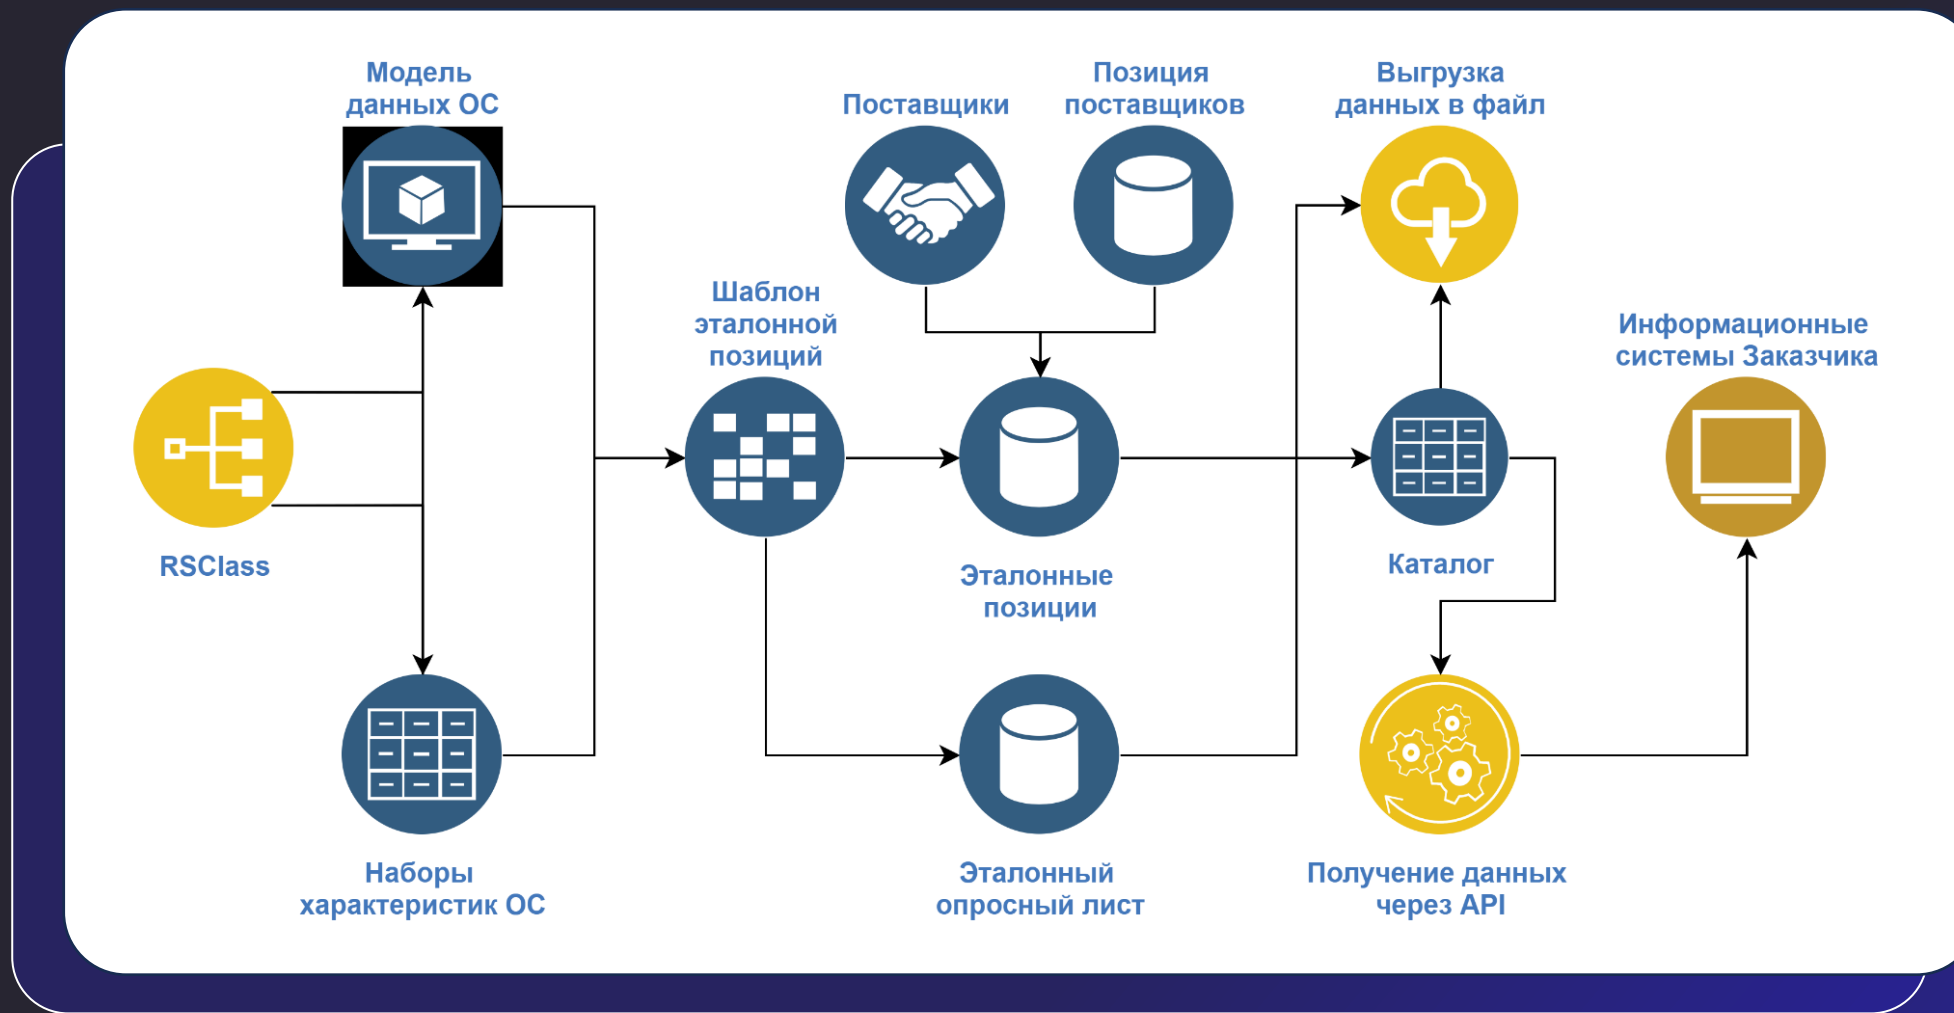 Модель
данных ОС
Поставщики
Позиция
поставщиков
Выгрузка
данных в файл
Шаблон
эталонной
позиций
Информационные
системы Заказчика
RSClass
Эталонные
позиции
Каталог
Наборы
характеристик ОС
Эталонный
опросный лист
Получение данных
через API